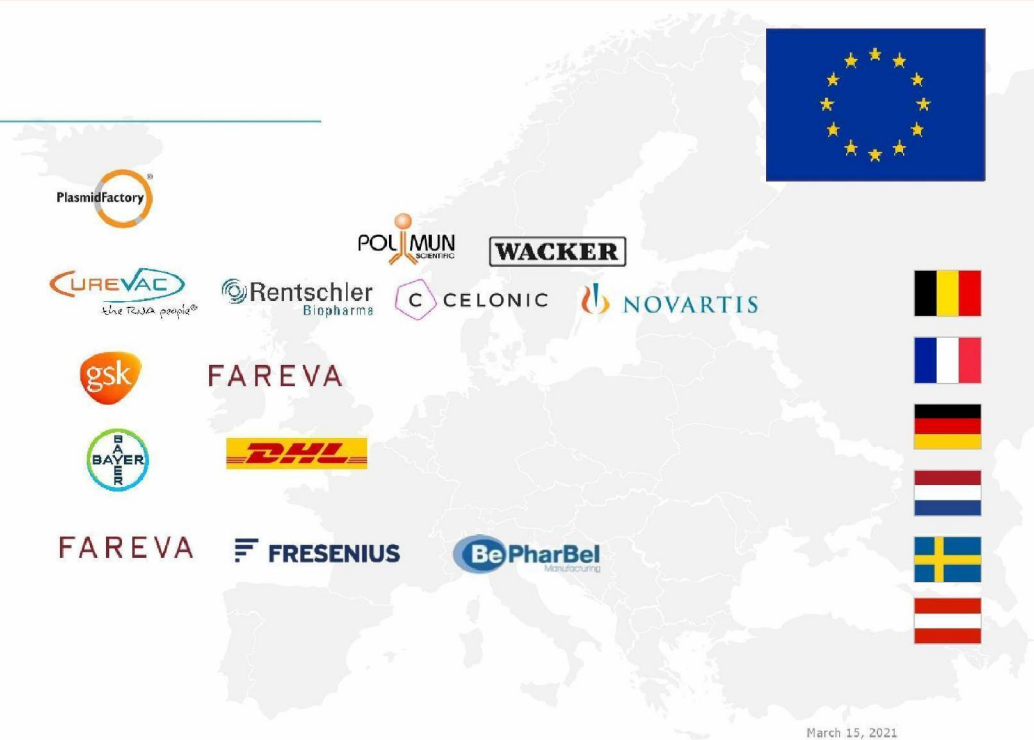 PlasmidFactory®
POLYMUN
SCIENTIFIC
WACKER
CUREVAC
the RNA people®
Rentschler
Biopharma
C CELONIC
NOVARTIS
gsk
FAREVA
BAYER
BAYER
DHL
FAREVA
FRESENIUS
BePharBel
Manufacturing
March 15, 2021